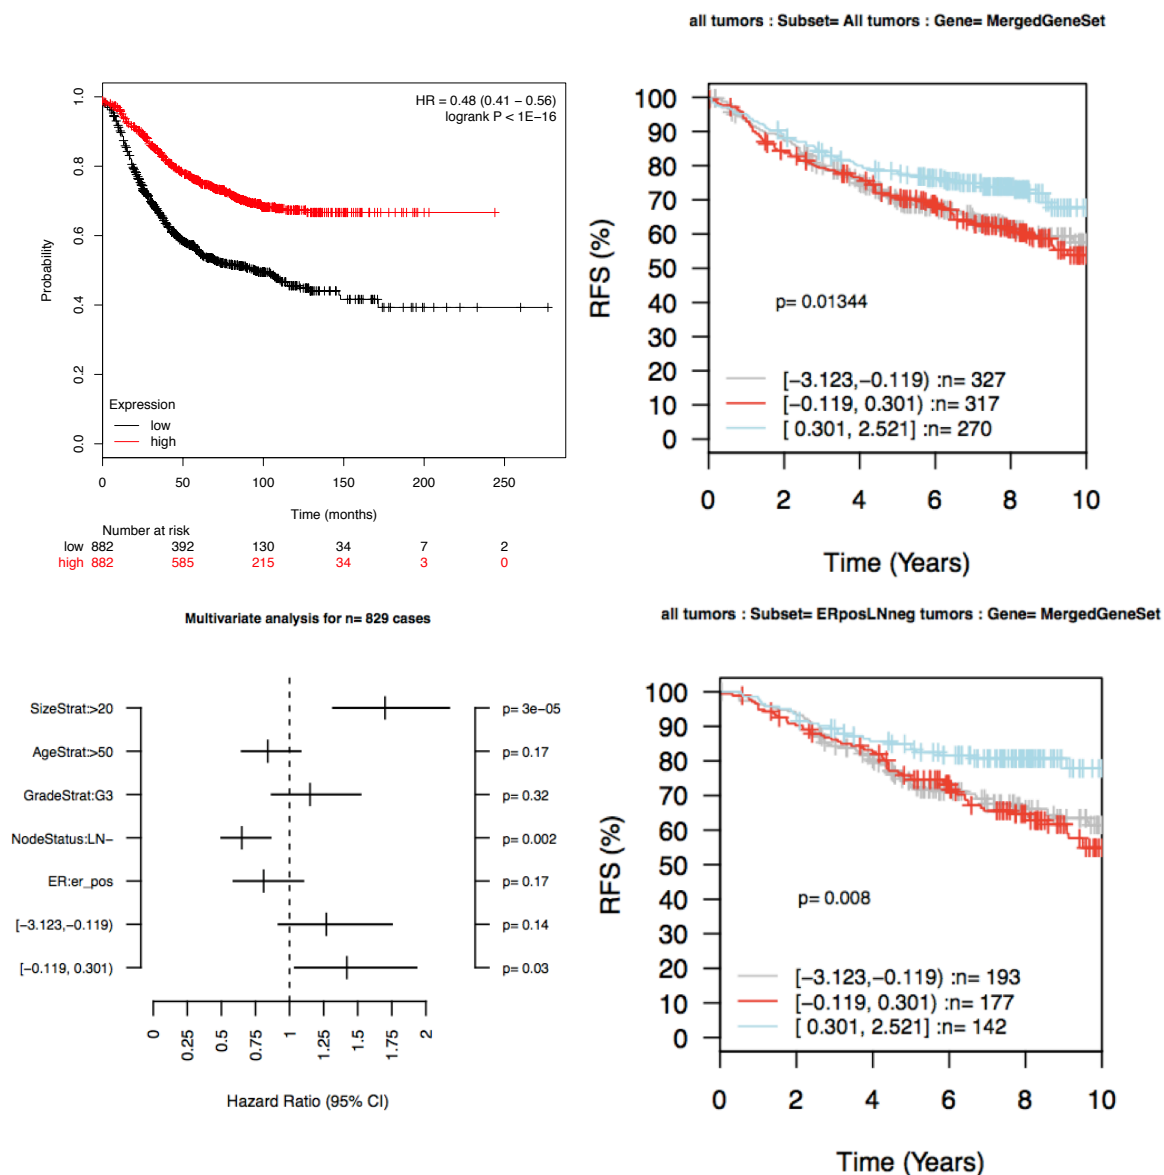 HR = 0.48 (0.41 − 0.56)
logrank P < 1E−16
Probability
1.0
0.8
0.6
0.4
0.2
0.0
Expression
low
high
0 50 100 150 200 250
Time (months)
Number at risk
low 882 392 130 34 7 2
high 882 585 215 34 3 0
all tumors : Subset= All tumors : Gene= MergedGeneSet
RFS (%)
100
90
80
70
60
50
40
30
20
10
0
p= 0.01344
[−3.123,−0.119) :n= 327
[−0.119, 0.301) :n= 317
[ 0.301, 2.521] :n= 270
0 2 4 6 8 10
Time (Years)
Multivariate analysis for n= 829 cases
SizeStrat:>20 p= 3e−05
AgeStrat:>50 p= 0.17
GradeStrat:G3 p= 0.32
NodeStatus:LN− p= 0.002
ER:er_pos p= 0.17
[−3.123,−0.119) p= 0.14
[−0.119, 0.301) p= 0.03
0 0.25 0.5 0.75 1 1.25 1.5 1.75 2
Hazard Ratio (95% CI)
all tumors : Subset= ERposLNneg tumors : Gene= MergedGeneSet
RFS (%)
100
90
80
70
60
50
40
30
20
10
0
p= 0.008
[−3.123,−0.119) :n= 193
[−0.119, 0.301) :n= 177
[ 0.301, 2.521] :n= 142
0 2 4 6 8 10
Time (Years)